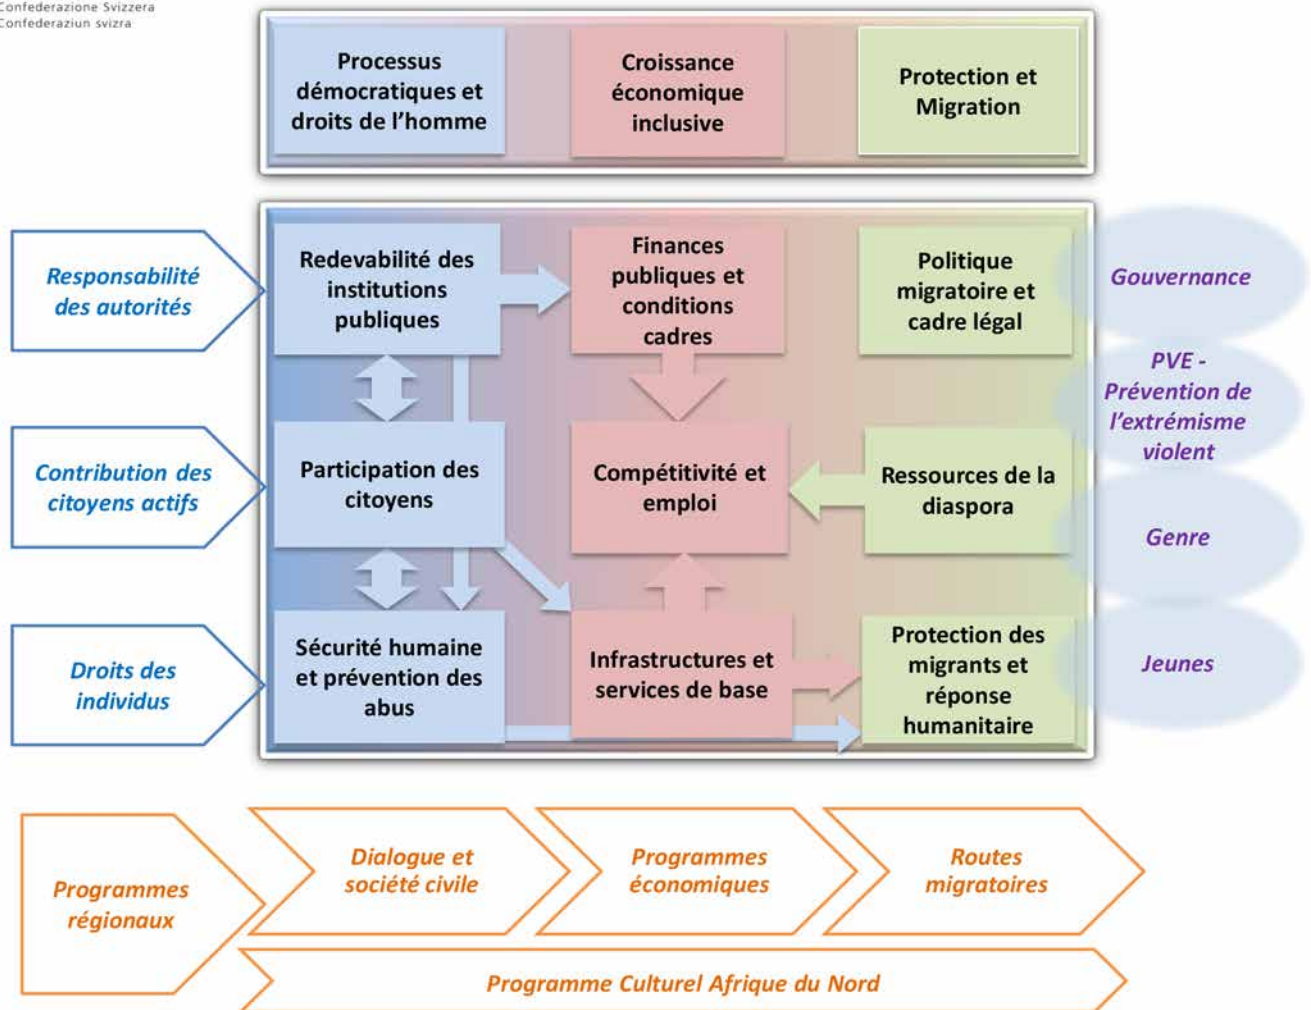 Confederazione Svizzera
Confederaziun svizra
Processus
démocratiques et
droits de l'homme
Croissance
économique
inclusive
Protection et
Migration
Responsabilité
des autorités
Redevabilité des
institutions
publiques
Finances
publiques et
conditions
cadres
Politique
migratoire et
cadre légal
Gouvernance
PVE -
Prévention de
l'extrémisme
violent
Contribution des
citoyens actifs
Participation des
citoyens
Compétitivité et
emploi
Ressources de la
diaspora
Genre
Droits des
individus
Sécurité humaine
et prévention des
abus
Infrastructures et
services de base
Protection des
migrants et
réponse
humanitaire
Jeunes
Programmes
régionaux
Dialogue et
société civile
Programmes
économiques
Routes
migratoires
Programme Culturel Afrique du Nord